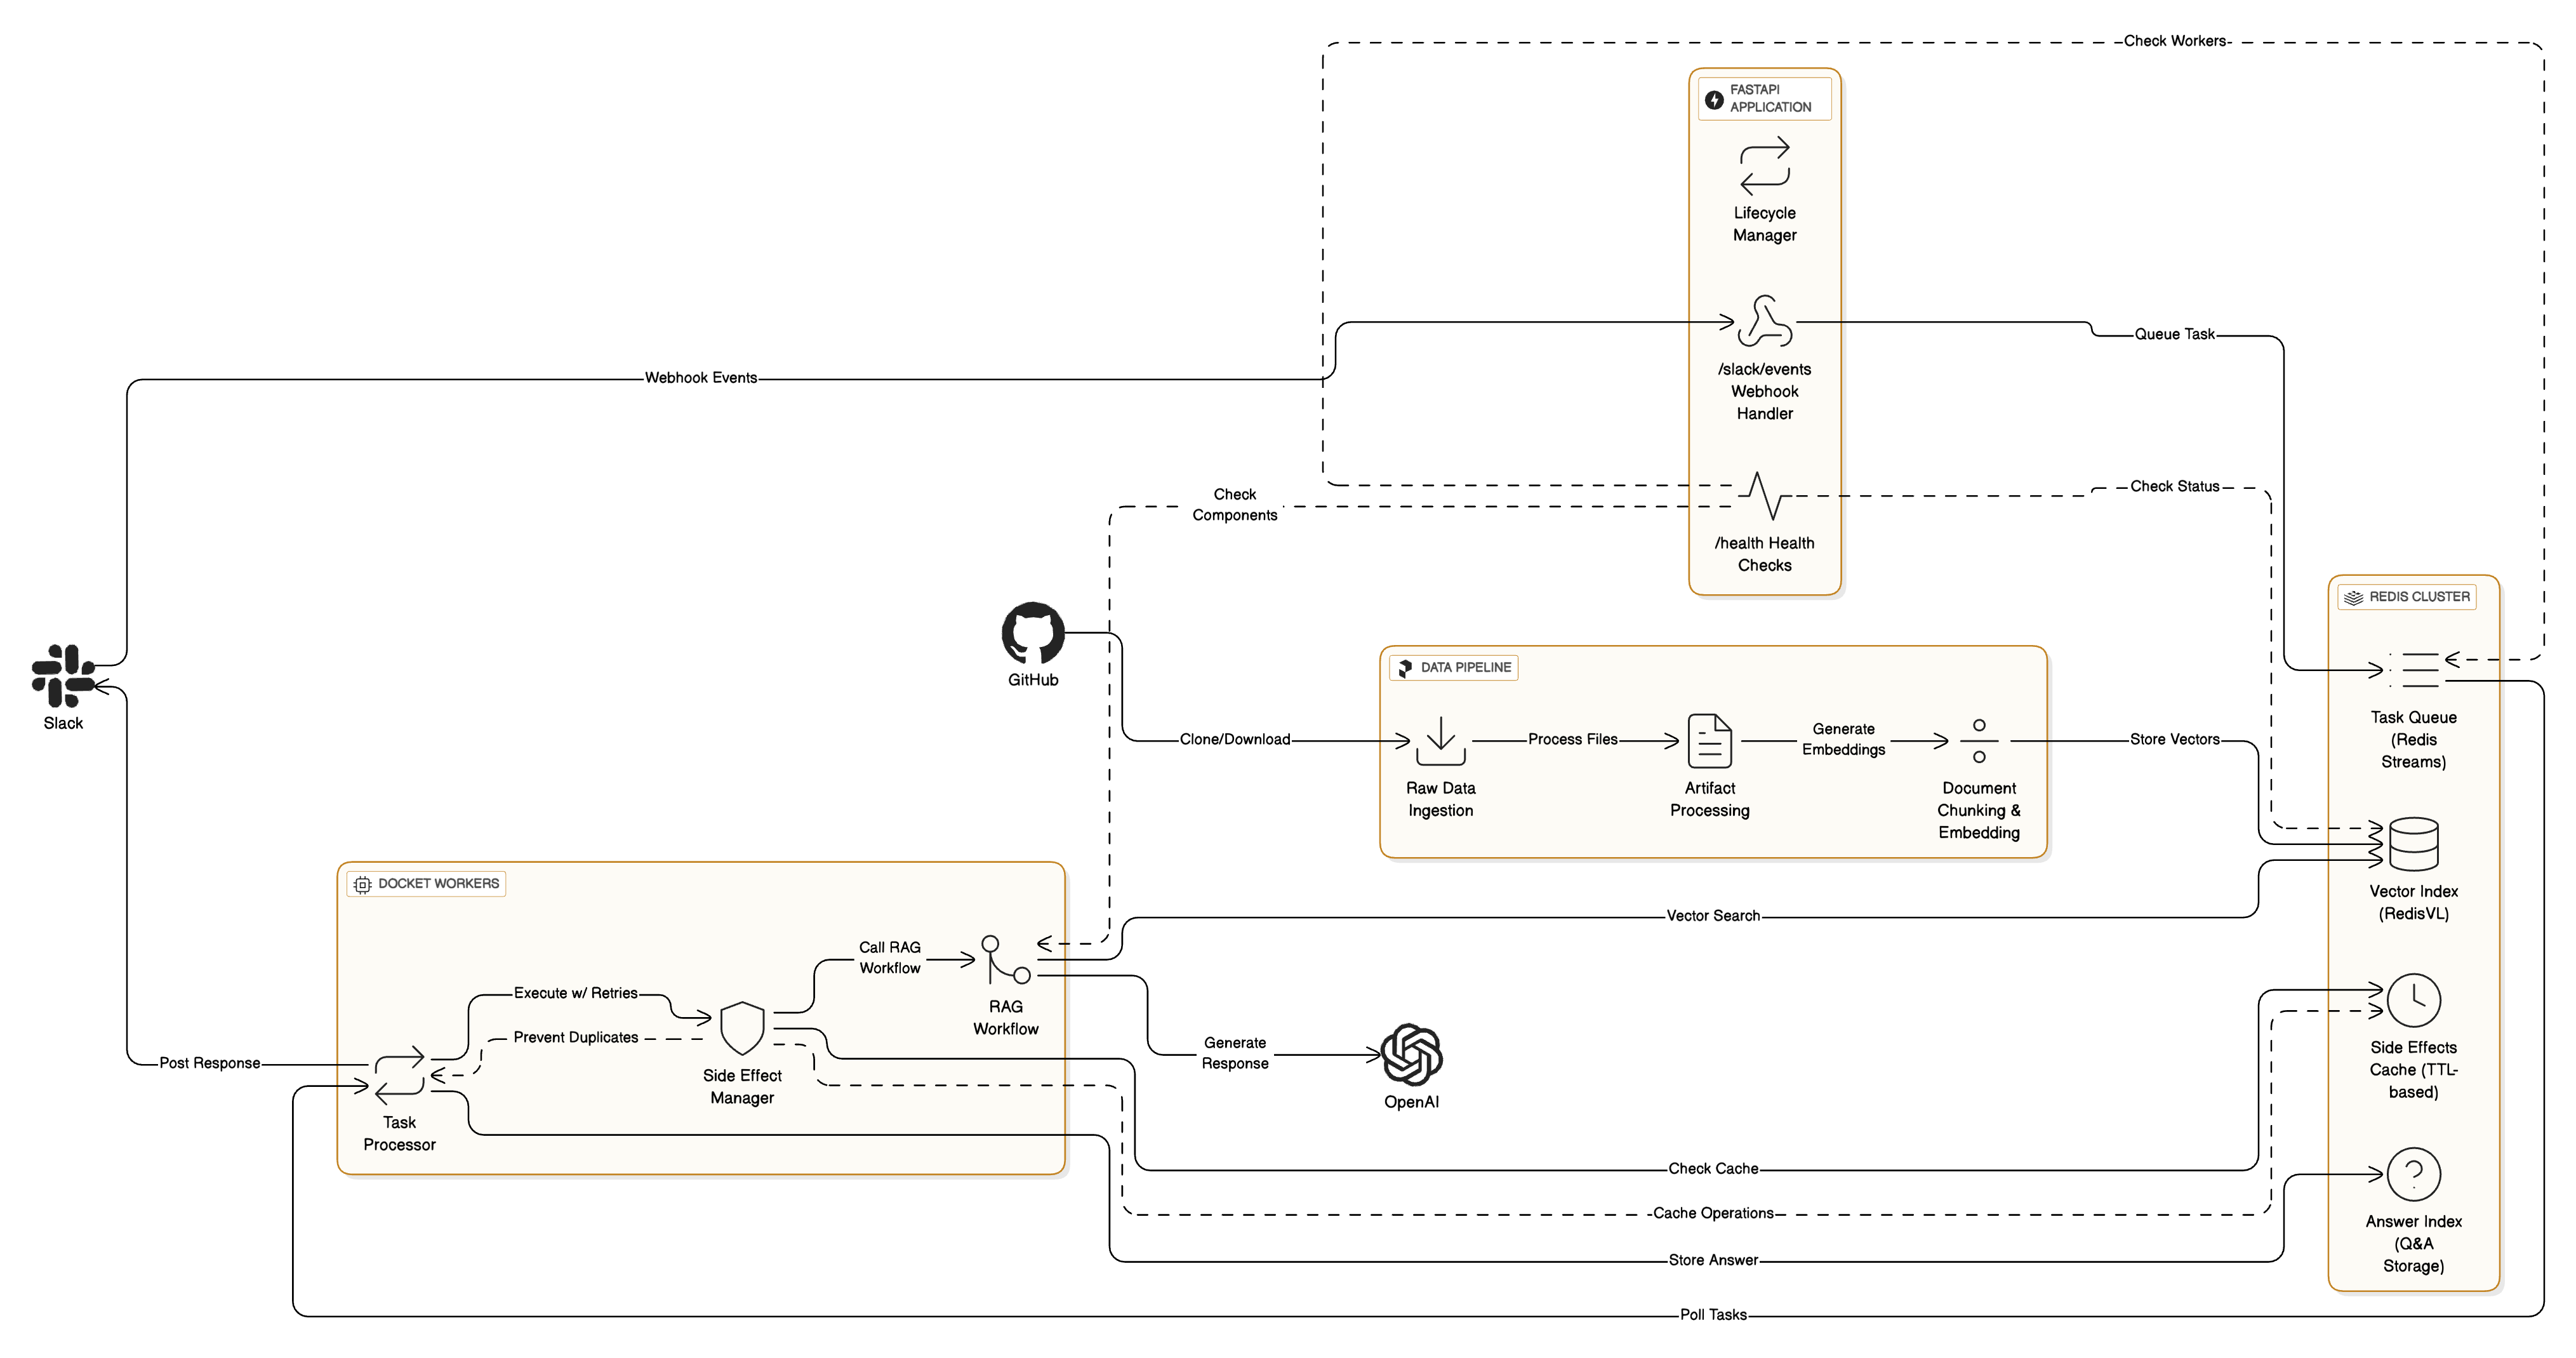 Check Workers
FASTAPI
APPLICATION
Lifecycle
Manager
/slack/events
Webhook
Handler
Queue Task
Webhook Events
Check
Components
Check Status
/health Health
Checks
GitHub
Slack
REDIS CLUSTER
Task Queue
(Redis
Streams)
DATA PIPELINE
Clone/Download
Raw Data
Ingestion
Process Files
Artifact
Processing
Generate
Embeddings
Document
Chunking &
Embedding
Store Vectors
Vector Index
(RedisVL)
DOCKET WORKERS
Vector Search
Call RAG
Workflow
RAG
Workflow
Execute w/ Retries
Prevent Duplicates
Side Effect
Manager
Post Response
Task
Processor
Generate
Response
OpenAI
Side Effects
Cache (TTL-
based)
Check Cache
Cache Operations
Answer Index
(Q&A
Storage)
Store Answer
Poll Tasks